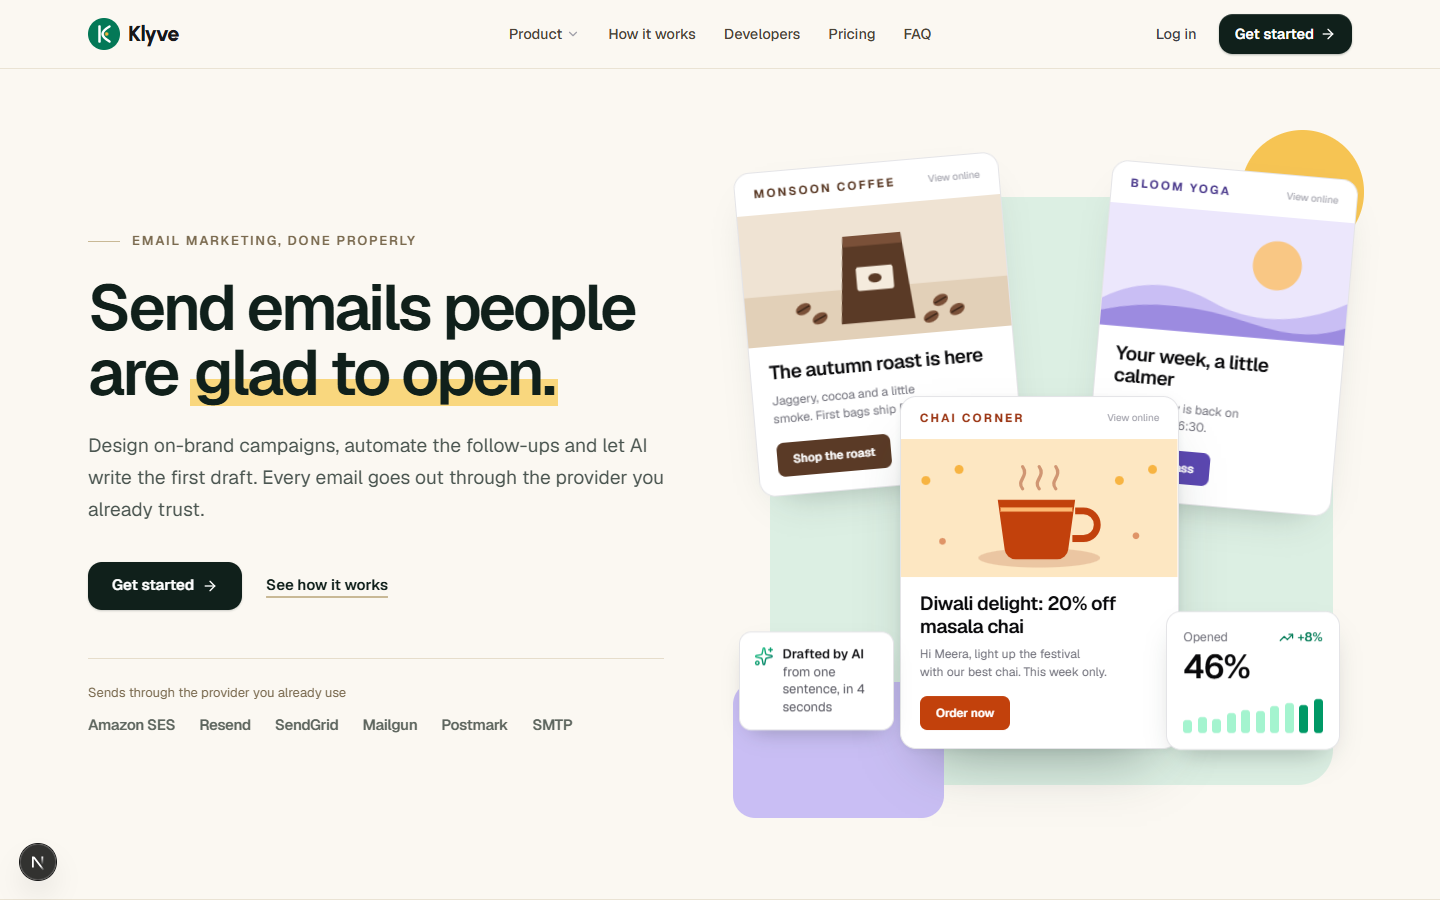 Klyve
Product
How it works
Developers
Pricing
FAQ
Log in
Get started
EMAIL MARKETING, DONE PROPERLY
Send emails people
are glad to open.
Design on-brand campaigns, automate the follow-ups and let AI
write the first draft. Every email goes out through the provider you
already trust.
Get started
See how it works
Sends through the provider you already use
Amazon SES
Resend
SendGrid
Mailgun
Postmark
SMTP
MONSOON COFFEE
View online
The autumn roast is here
Jaggery, cocoa and a little
smoke. First bags ship
Shop the roast
BLOOM YOGA
View online
Your week, a little
calmer
is back on
6:30.
CHAI CORNER
View online
Diwali delight: 20% off
masala chai
Hi Meera, light up the festival
with our best chai. This week only.
Order now
Drafted by AI
from one
sentence, in 4
seconds
Opened
+8%
46%
N